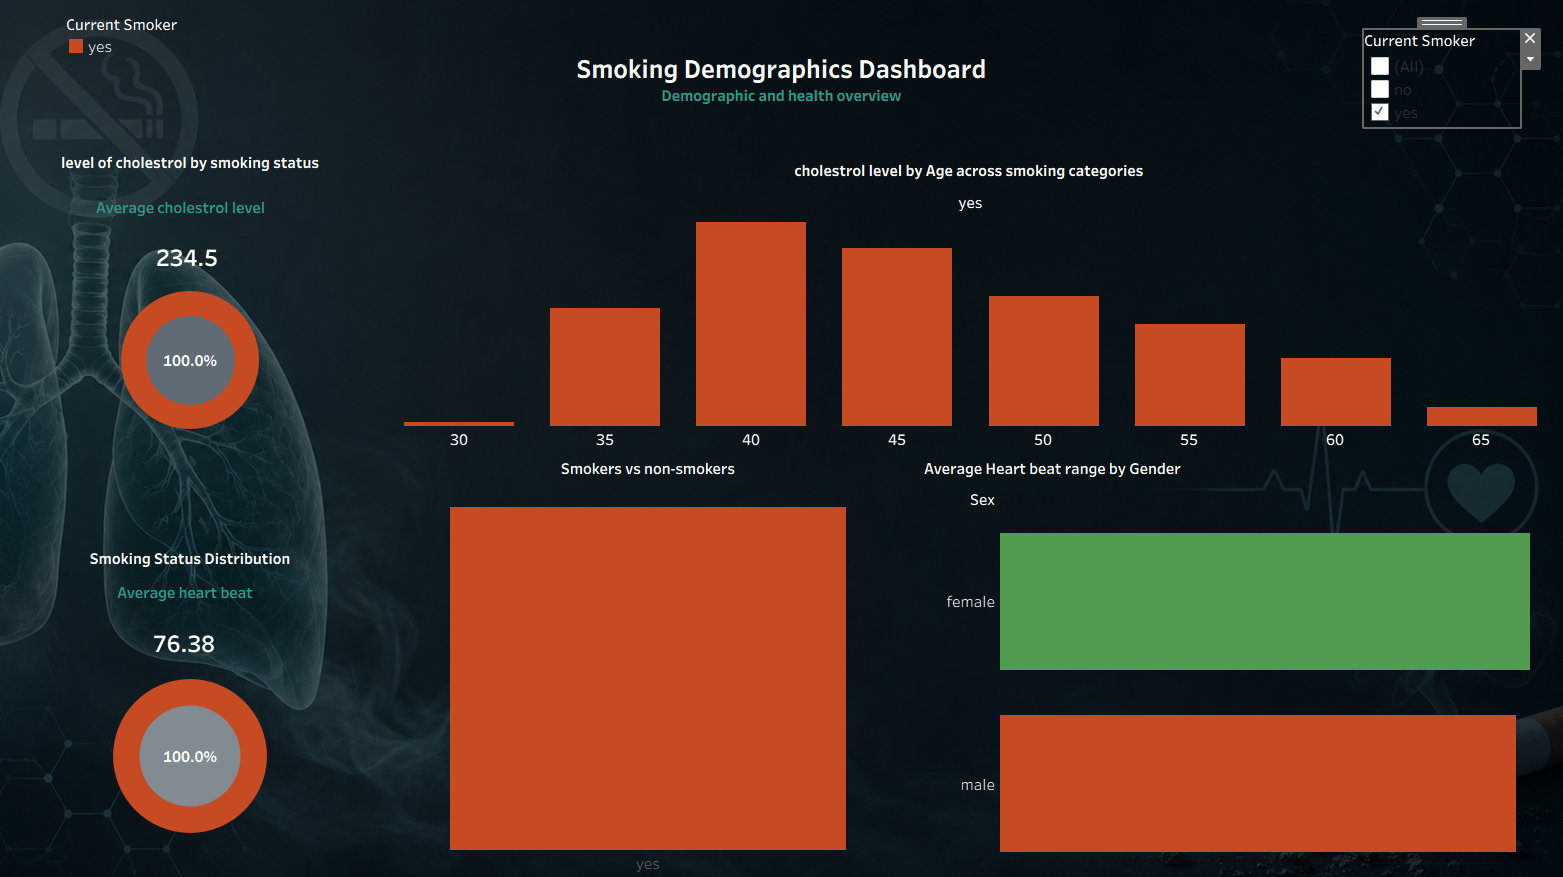 Current Smoker
yes
Smoking Demographics Dashboard
Demographic and health overview
Current Smoker
(All)
no
yes
level of cholestrol by smoking status
Average cholestrol level
234.5
100.0%
cholestrol level by Age across smoking categories
yes
30 35 40 45 50 55 60 65
Smokers vs non-smokers
yes
Average Heart beat range by Gender
Sex
female
male
Smoking Status Distribution
Average heart beat
76.38
100.0%